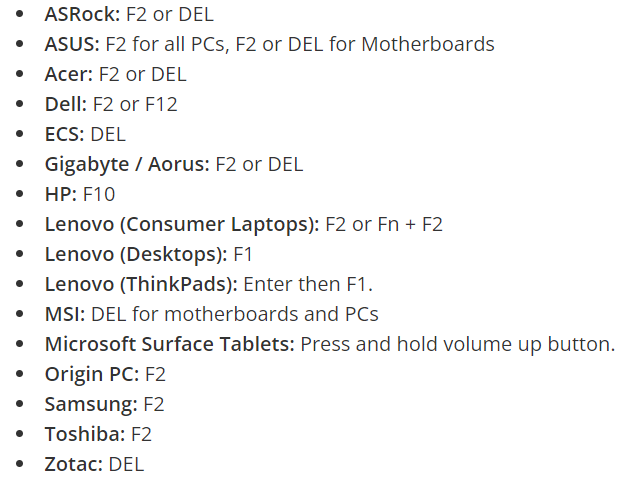 ASRock: F2 or DEL
ASUS: F2 for all PCs, F2 or DEL for Motherboards
Acer: F2 or DEL
Dell: F2 or F12
ECS: DEL
Gigabyte / Aorus: F2 or DEL
HP: F10
Lenovo (Consumer Laptops): F2 or Fn + F2
Lenovo (Desktops): F1
Lenovo (ThinkPads): Enter then F1.
MSI: DEL for motherboards and PCs
Microsoft Surface Tablets: Press and hold volume up button.
Origin PC: F2
Samsung: F2
Toshiba: F2
Zotac: DEL